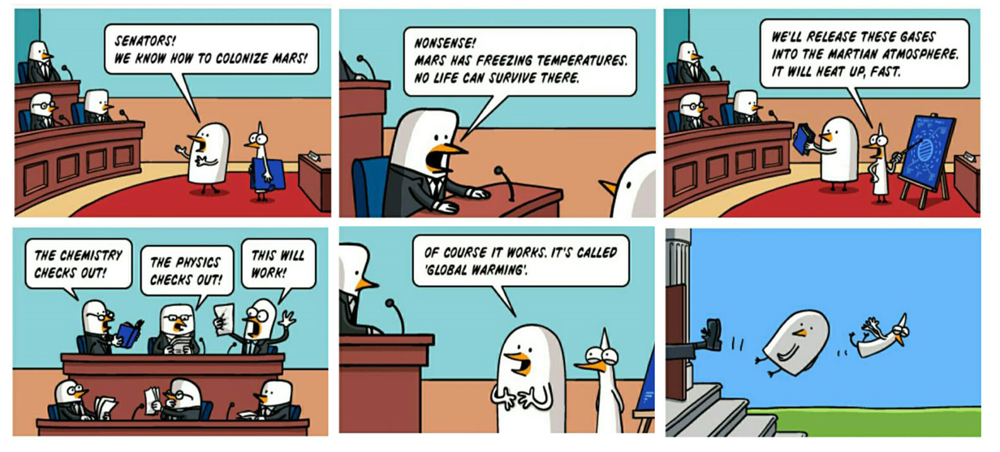 SENATORS!
WE KNOW HOW TO COLONIZE MARS!
NONSENSE!
MARS HAS FREEZING TEMPERATURES.
NO LIFE CAN SURVIVE THERE.
WE'LL RELEASE THESE GASES
INTO THE MARTIAN ATMOSPHERE.
IT WILL HEAT UP, FAST.
THE CHEMISTRY
CHECKS OUT!
THE PHYSICS
CHECKS OUT!
THIS WILL
WORK!
OF COURSE IT WORKS. IT'S CALLED
'GLOBAL WARMING'.